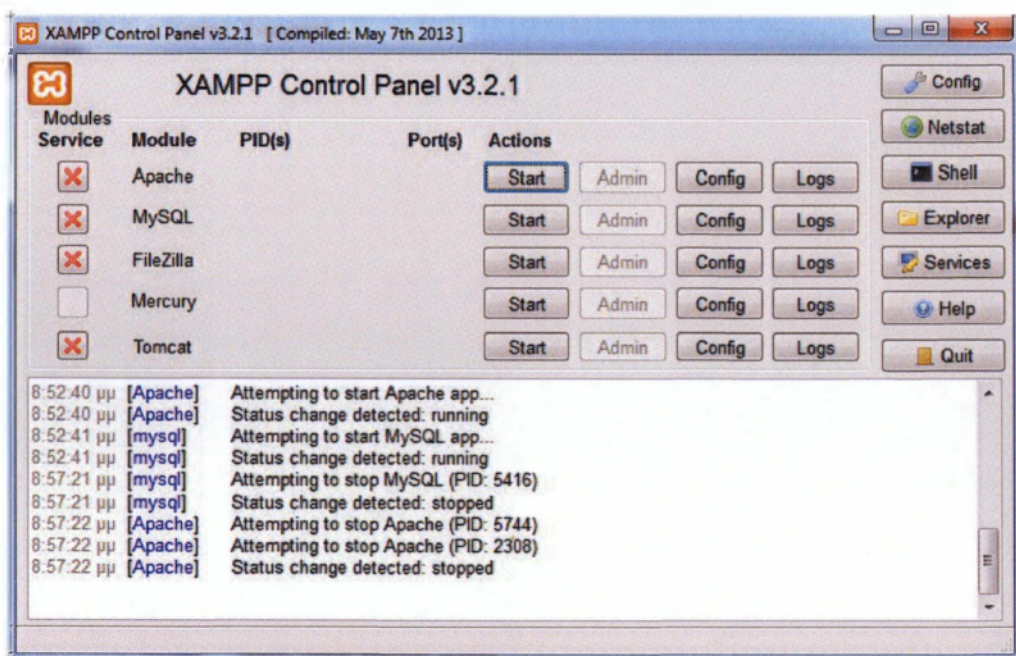 XAMPP Control Panel v3.2.1 [ Compiled: May 7th 2013 ]
XAMPP Control Panel v3.2.1
Config
Modules
Service Module PID(s) Port(s) Actions
Netstat
Apache Start Admin Config Logs
Shell
MySQL Start Admin Config Logs
Explorer
FileZilla Start Admin Config Logs
Services
Mercury Start Admin Config Logs
Help
Tomcat Start Admin Config Logs
Quit
8:52:40 μμ [Apache] Attempting to start Apache app...
8:52:40 μμ [Apache] Status change detected: running
8:52:41 μμ [mysql] Attempting to start MySQL app...
8:52:41 μμ [mysql] Status change detected: running
8:57:21 μμ [mysql] Attempting to stop MySQL (PID: 5416)
8:57:21 μμ [mysql] Status change detected: stopped
8:57:22 μμ [Apache] Attempting to stop Apache (PID: 5744)
8:57:22 μμ [Apache] Attempting to stop Apache (PID: 2308)
8:57:22 μμ [Apache] Status change detected: stopped